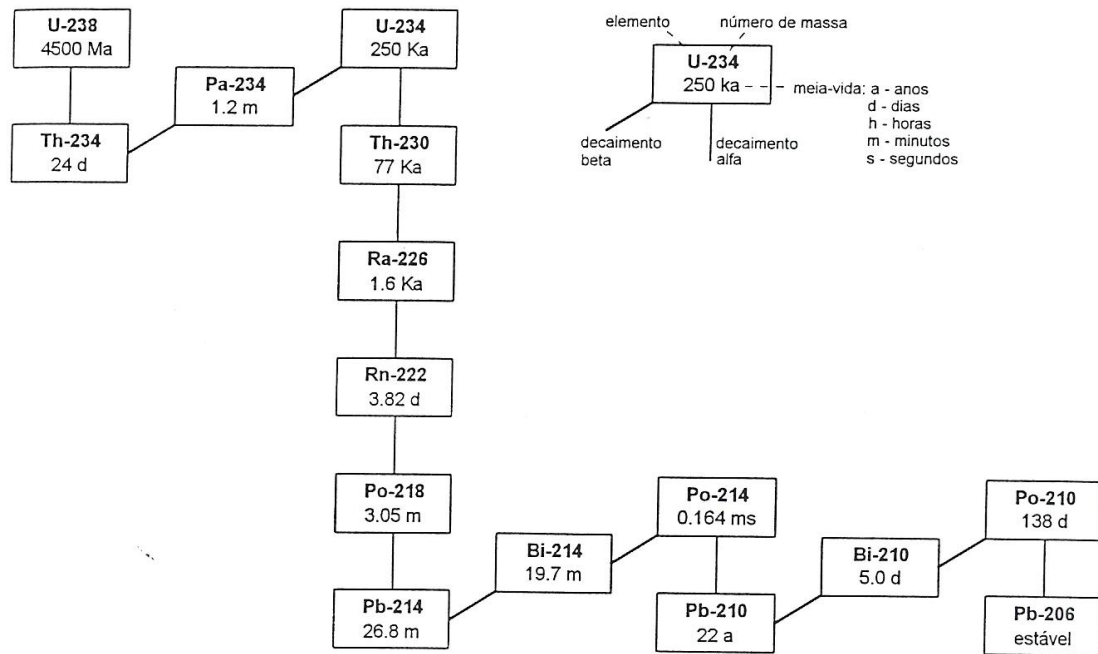 U-238
4500 Ma
U-234
250 Ka
elemento
número de massa
U-234
250 ka
meia-vida: a - anos
d - dias
h - horas
m - minutos
s - segundos
decaimento
beta
decaimento
alfa
Pa-234
1.2 m
Th-234
24 d
Th-230
77 Ka
Ra-226
1.6 Ka
Rn-222
3.82 d
Po-218
3.05 m
Po-214
0.164 ms
Po-210
138 d
Bi-214
19.7 m
Bi-210
5.0 d
Pb-214
26.8 m
Pb-210
22 a
Pb-206
estável